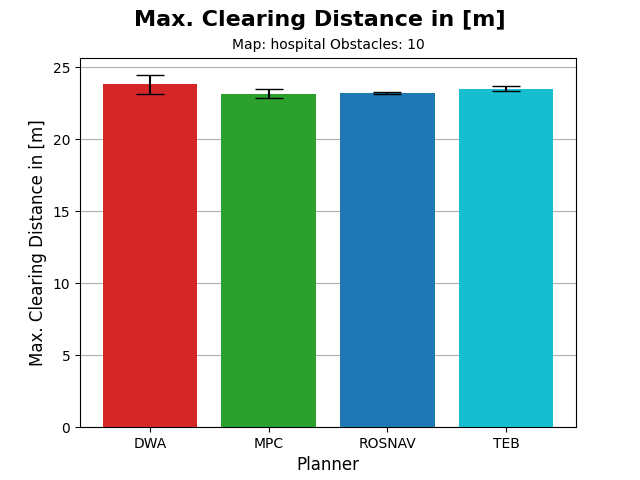 Max. Clearing Distance in [m]
Map: hospital Obstacles: 10
Max. Clearing Distance in [m]
25
20
15
10
5
0
DWA MPC ROSNAV TEB
Planner